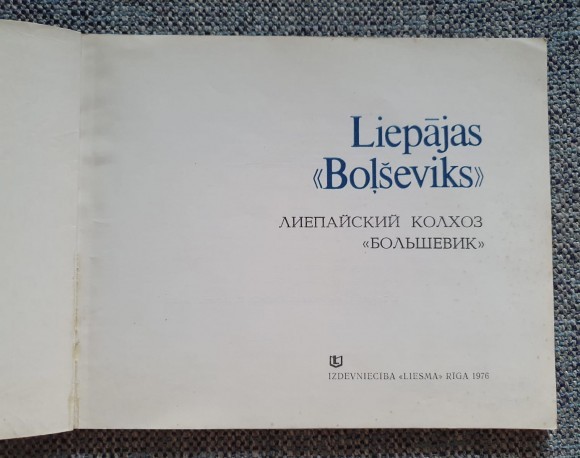 Liepājas
«Boļševiks»
ЛИЕПАЙСКИЙ КОЛХОЗ
«БОЛЬШЕВИК»
IZDEVNIECĪBA «LIESMA» RĪGA 1976